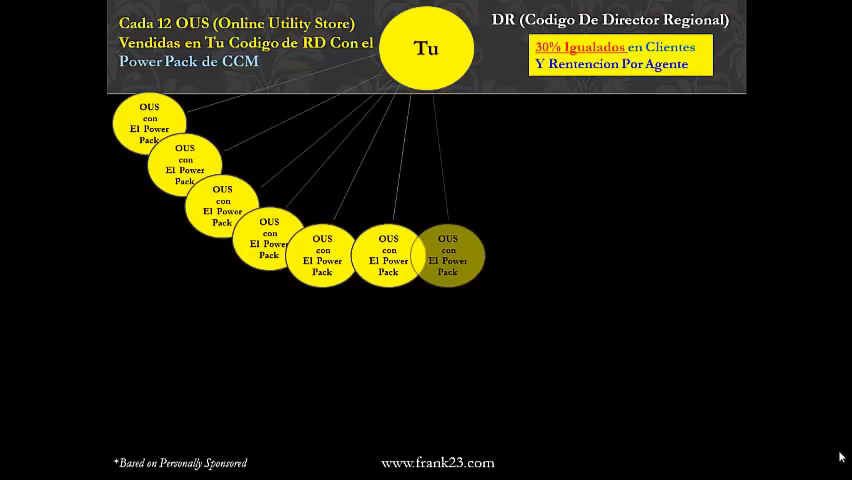 Cada 12 OUS (Online Utility Store)
Vendidas en Tu Codigo de RD Con el
Power Pack de CCM
Tu
DR (Codigo De Director Regional)
30% Igualados en Clientes
Y Rentencion Por Agente
OUS
con
El Power
Pack
OUS
con
El Power
Pack
OUS
con
El Power
Pack
OUS
con
El Power
Pack
OUS
con
El Power
Pack
OUS
con
El Power
Pack
OUS
con
El Power
Pack
*Based on Personally Sponsored
www.frank23.com